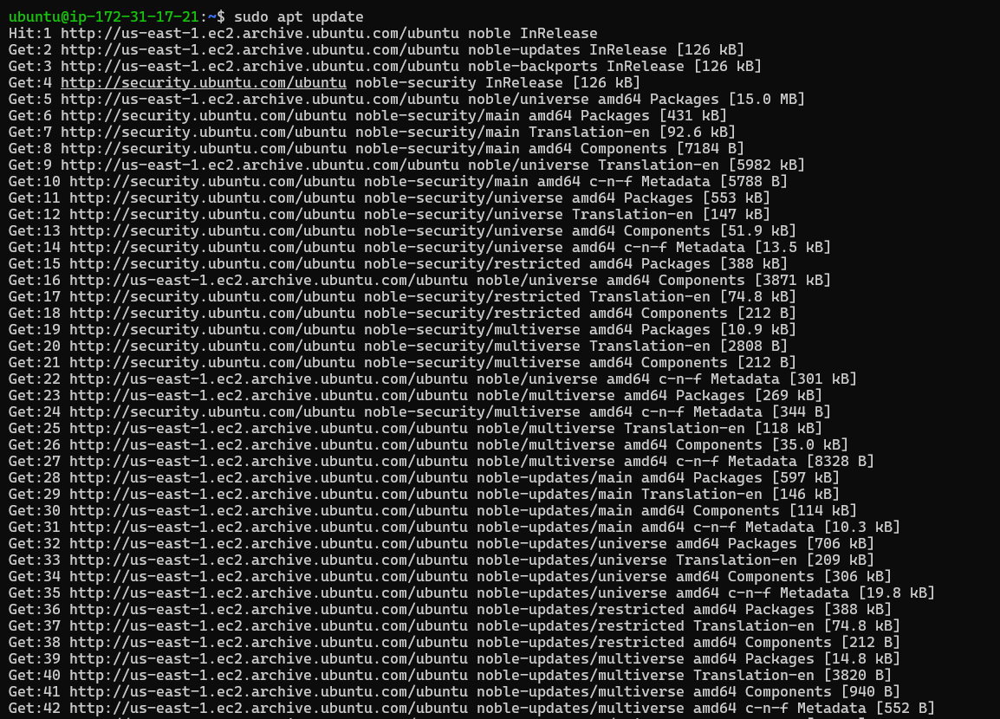 ubuntu@ip-172-31-17-21:~$ sudo apt update
Hit:1 http://us-east-1.ec2.archive.ubuntu.com/ubuntu noble InRelease
Get:2 http://us-east-1.ec2.archive.ubuntu.com/ubuntu noble-updates InRelease [126 kB]
Get:3 http://us-east-1.ec2.archive.ubuntu.com/ubuntu noble-backports InRelease [126 kB]
Get:4 http://security.ubuntu.com/ubuntu noble-security InRelease [126 kB]
Get:5 http://us-east-1.ec2.archive.ubuntu.com/ubuntu noble/universe amd64 Packages [15.0 MB]
Get:6 http://security.ubuntu.com/ubuntu noble-security/main amd64 Packages [431 kB]
Get:7 http://security.ubuntu.com/ubuntu noble-security/main Translation-en [92.6 kB]
Get:8 http://security.ubuntu.com/ubuntu noble-security/main amd64 Components [7184 B]
Get:9 http://us-east-1.ec2.archive.ubuntu.com/ubuntu noble/universe Translation-en [5982 kB]
Get:10 http://security.ubuntu.com/ubuntu noble-security/main amd64 c-n-f Metadata [5788 B]
Get:11 http://security.ubuntu.com/ubuntu noble-security/universe amd64 Packages [553 kB]
Get:12 http://security.ubuntu.com/ubuntu noble-security/universe Translation-en [147 kB]
Get:13 http://security.ubuntu.com/ubuntu noble-security/universe amd64 Components [51.9 kB]
Get:14 http://security.ubuntu.com/ubuntu noble-security/universe amd64 c-n-f Metadata [13.5 kB]
Get:15 http://security.ubuntu.com/ubuntu noble-security/restricted amd64 Packages [388 kB]
Get:16 http://us-east-1.ec2.archive.ubuntu.com/ubuntu noble/universe amd64 Components [3871 kB]
Get:17 http://security.ubuntu.com/ubuntu noble-security/restricted Translation-en [74.8 kB]
Get:18 http://security.ubuntu.com/ubuntu noble-security/restricted amd64 Components [212 B]
Get:19 http://security.ubuntu.com/ubuntu noble-security/multiverse amd64 Packages [10.9 kB]
Get:20 http://security.ubuntu.com/ubuntu noble-security/multiverse Translation-en [2808 B]
Get:21 http://security.ubuntu.com/ubuntu noble-security/multiverse amd64 Components [212 B]
Get:22 http://us-east-1.ec2.archive.ubuntu.com/ubuntu noble/universe amd64 c-n-f Metadata [301 kB]
Get:23 http://us-east-1.ec2.archive.ubuntu.com/ubuntu noble/multiverse amd64 Packages [269 kB]
Get:24 http://security.ubuntu.com/ubuntu noble-security/multiverse amd64 c-n-f Metadata [344 B]
Get:25 http://us-east-1.ec2.archive.ubuntu.com/ubuntu noble/multiverse Translation-en [118 kB]
Get:26 http://us-east-1.ec2.archive.ubuntu.com/ubuntu noble/multiverse amd64 Components [35.0 kB]
Get:27 http://us-east-1.ec2.archive.ubuntu.com/ubuntu noble/multiverse amd64 c-n-f Metadata [8328 B]
Get:28 http://us-east-1.ec2.archive.ubuntu.com/ubuntu noble-updates/main amd64 Packages [597 kB]
Get:29 http://us-east-1.ec2.archive.ubuntu.com/ubuntu noble-updates/main Translation-en [146 kB]
Get:30 http://us-east-1.ec2.archive.ubuntu.com/ubuntu noble-updates/main amd64 Components [114 kB]
Get:31 http://us-east-1.ec2.archive.ubuntu.com/ubuntu noble-updates/main amd64 c-n-f Metadata [10.3 kB]
Get:32 http://us-east-1.ec2.archive.ubuntu.com/ubuntu noble-updates/universe amd64 Packages [706 kB]
Get:33 http://us-east-1.ec2.archive.ubuntu.com/ubuntu noble-updates/universe Translation-en [209 kB]
Get:34 http://us-east-1.ec2.archive.ubuntu.com/ubuntu noble-updates/universe amd64 Components [306 kB]
Get:35 http://us-east-1.ec2.archive.ubuntu.com/ubuntu noble-updates/universe amd64 c-n-f Metadata [19.8 kB]
Get:36 http://us-east-1.ec2.archive.ubuntu.com/ubuntu noble-updates/restricted amd64 Packages [388 kB]
Get:37 http://us-east-1.ec2.archive.ubuntu.com/ubuntu noble-updates/restricted Translation-en [74.8 kB]
Get:38 http://us-east-1.ec2.archive.ubuntu.com/ubuntu noble-updates/restricted amd64 Components [212 B]
Get:39 http://us-east-1.ec2.archive.ubuntu.com/ubuntu noble-updates/multiverse amd64 Packages [14.8 kB]
Get:40 http://us-east-1.ec2.archive.ubuntu.com/ubuntu noble-updates/multiverse Translation-en [3820 B]
Get:41 http://us-east-1.ec2.archive.ubuntu.com/ubuntu noble-updates/multiverse amd64 Components [940 B]
Get:42 http://us-east-1.ec2.archive.ubuntu.com/ubuntu noble-updates/multiverse amd64 c-n-f Metadata [552 B]